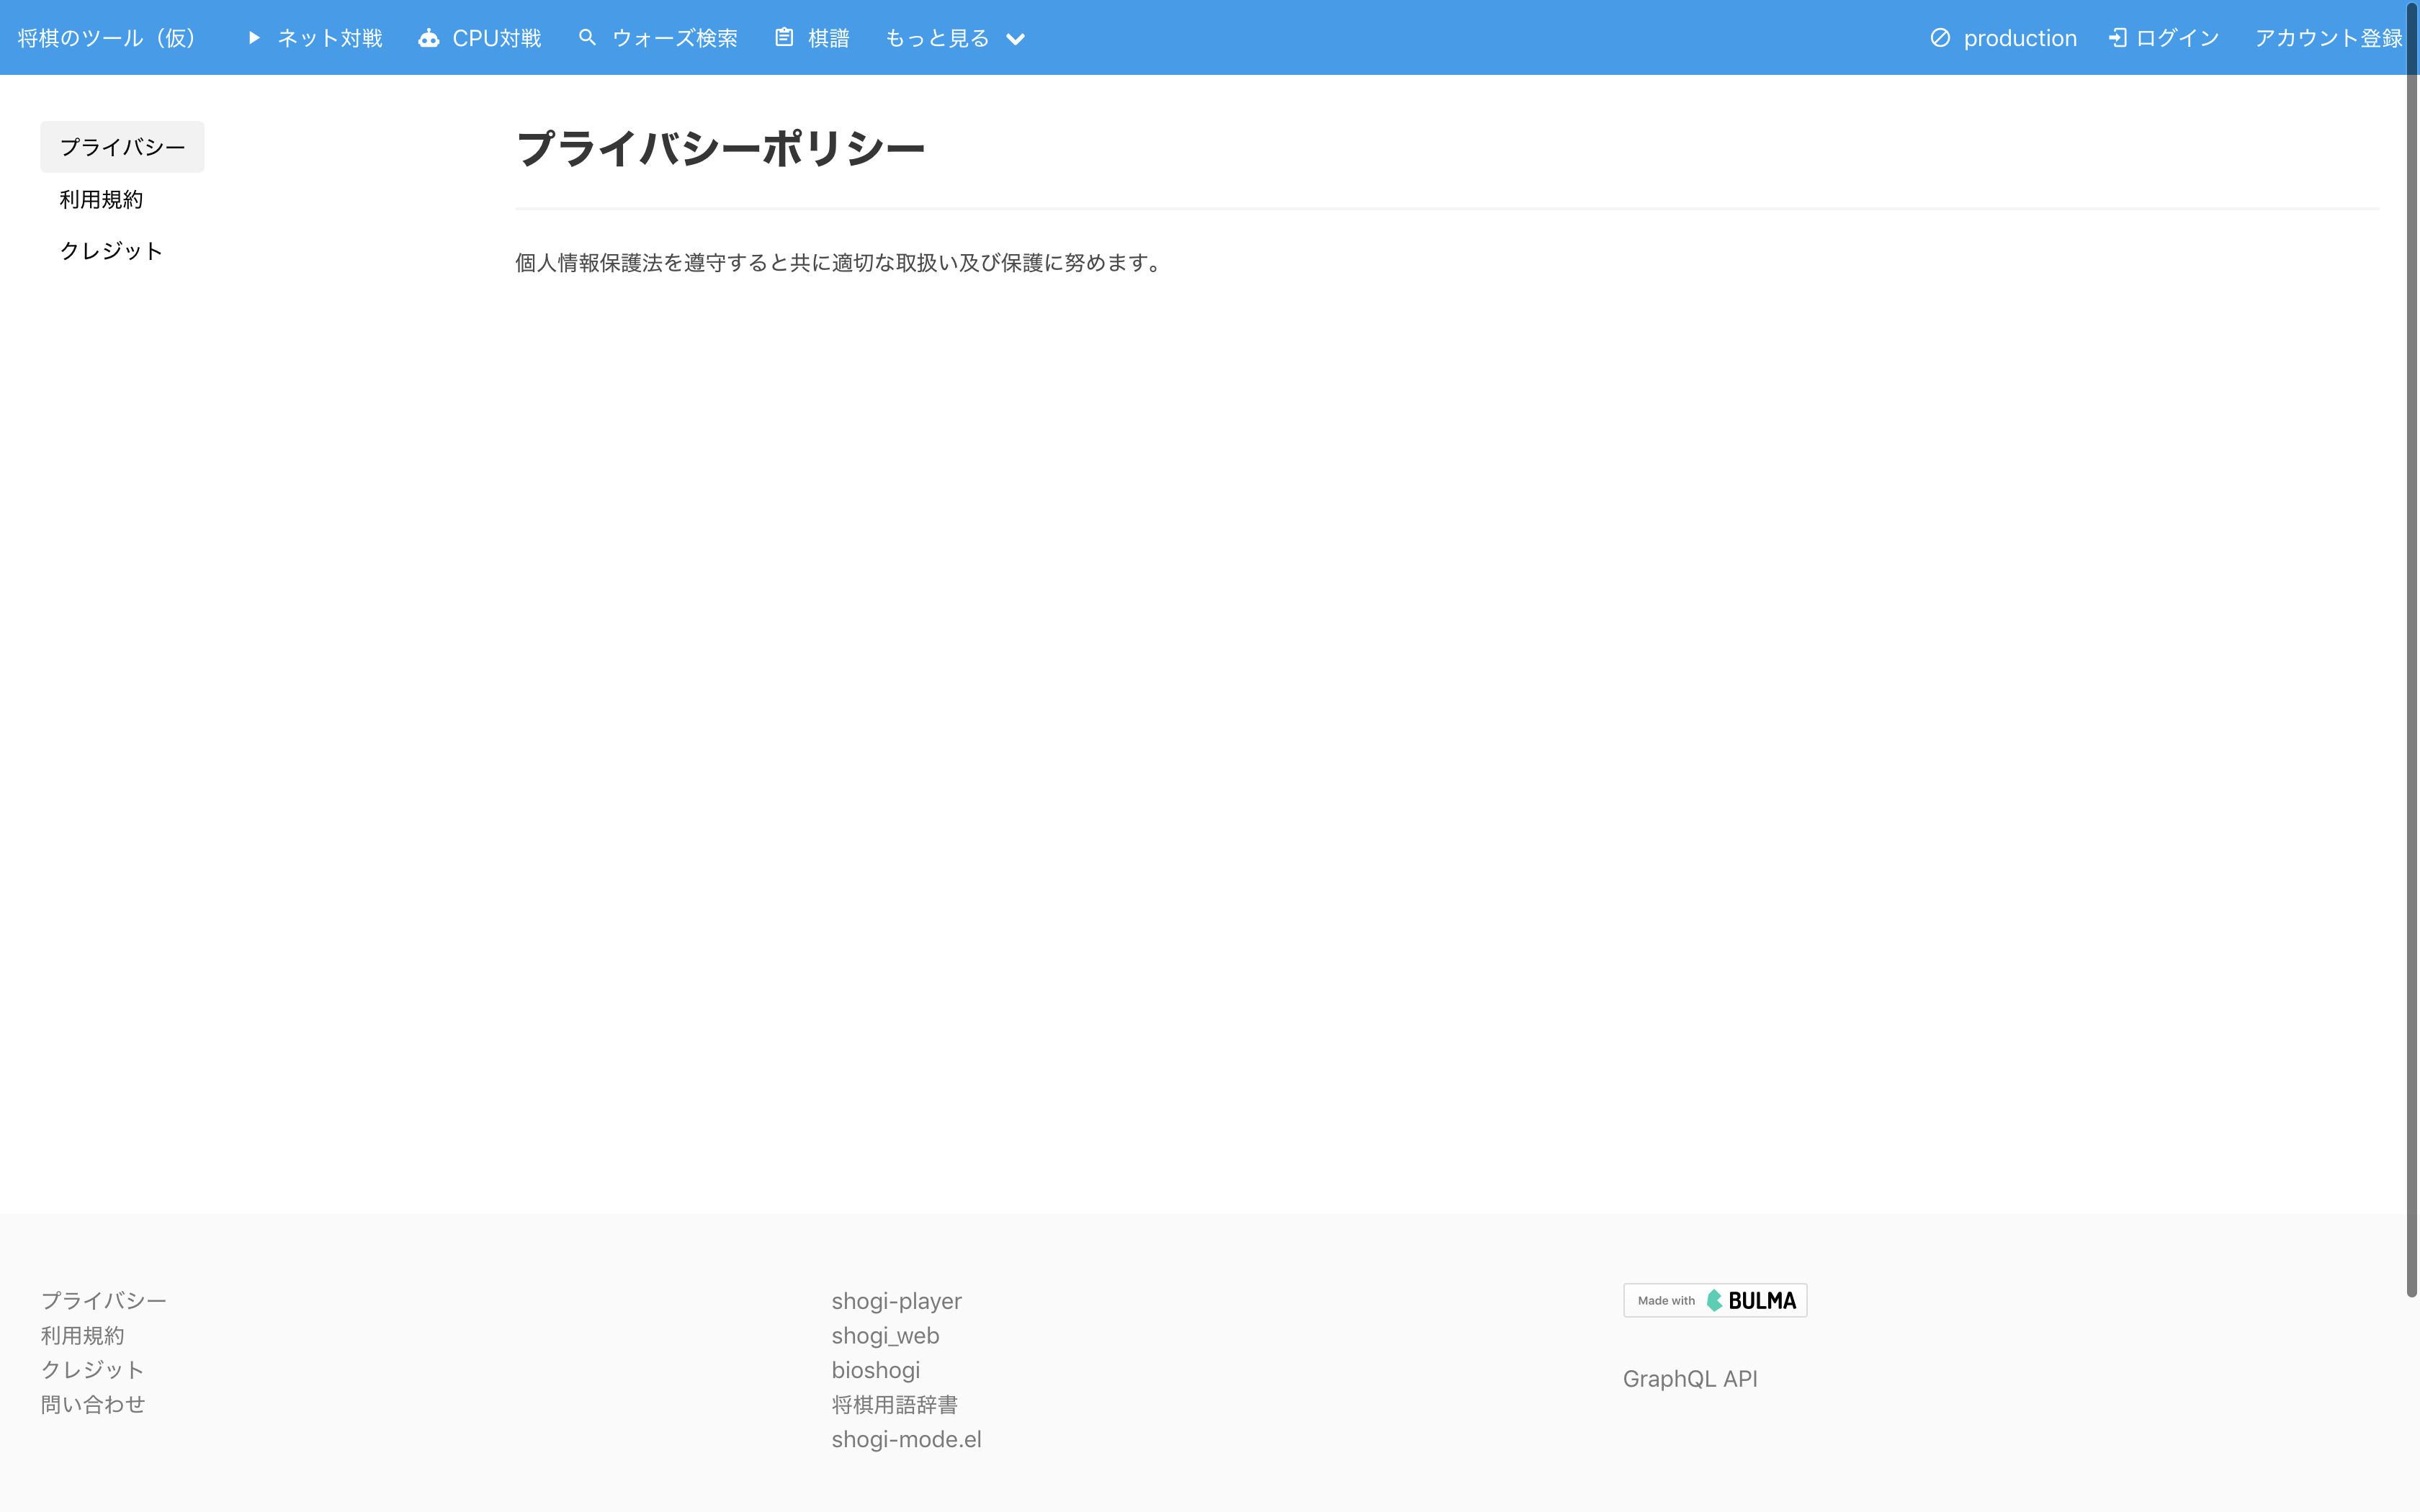 将棋のツール（仮） ネット対戦 CPU対戦 ウォーズ検索 棋譜 もっと見る production ログイン アカウント登録
プライバシー
利用規約
クレジット
プライバシーポリシー
個人情報保護法を遵守すると共に適切な取扱い及び保護に努めます。
プライバシー
利用規約
クレジット
問い合わせ
shogi-player
shogi_web
bioshogi
将棋用語辞書
shogi-mode.el
Made with BULMA
GraphQL API